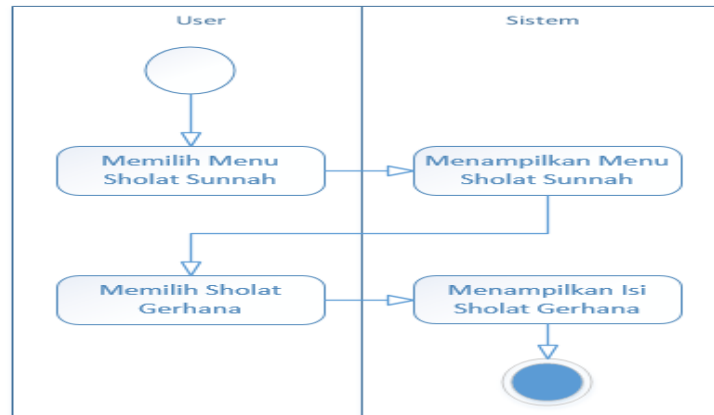 User
Sistem
Memilih Menu
Sholat Sunnah
Menampilkan Menu
Sholat Sunnah
Memilih Sholat
Gerhana
Menampilkan Isi
Sholat Gerhana